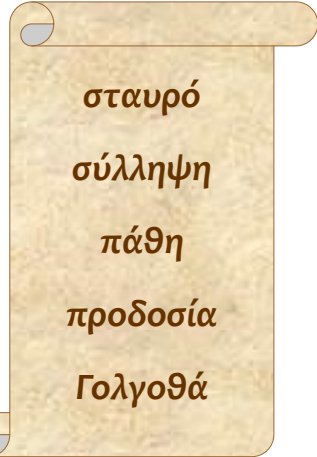 σταυρό
σύλληψη
πάθη
προδοσία
Γολγοθά